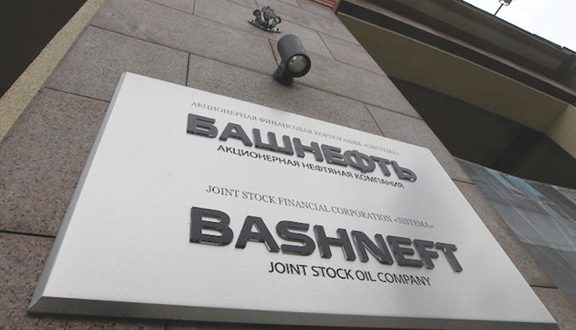 АКЦИОНЕРНАЯ ФИНАНСОВАЯ КОРПОРАЦИЯ «СИСТЕМА»
БАШНЕФТЬ
АКЦИОНЕРНАЯ НЕФТЯНАЯ КОМПАНИЯ
JOINT STOCK FINANCIAL CORPORATION «SISTEMA»
BASHNEFT
JOINT STOCK OIL COMPANY